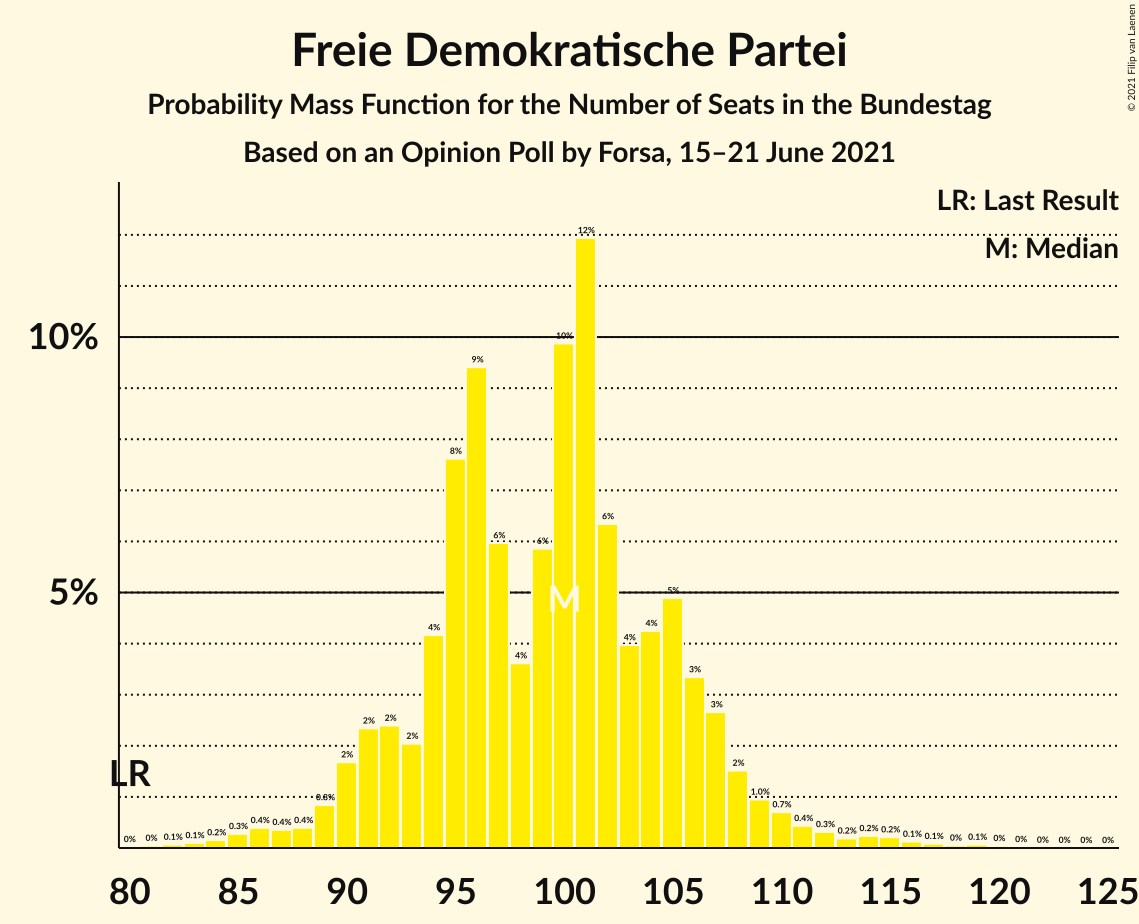 Freie Demokratische Partei
Probability Mass Function for the Number of Seats in the Bundestag
Based on an Opinion Poll by Forsa, 15–21 June 2021
© 2021 Filip van Laenen
LR: Last Result
M: Median
10%
5%
LR
M
0% 0% 0.1% 0.1% 0.2% 0.3% 0.4% 0.4% 0.4% 0.8% 2% 2% 2% 2% 4% 8% 9% 6% 4% 6% 10% 12% 6% 4% 4% 5% 3% 3% 2% 1.0% 0.7% 0.4% 0.3% 0.2% 0.2% 0.2% 0.1% 0.1% 0% 0.1% 0% 0% 0% 0% 0% 0%
80 85 90 95 100 105 110 115 120 125